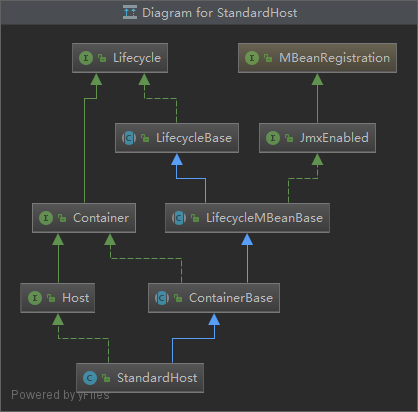 Diagram for StandardHost
I Lifecycle
I MBeanRegistration
C LifecycleBase
I JmxEnabled
I Container
C LifecycleMBeanBase
I Host
C ContainerBase
C StandardHost
Powered by yFiles